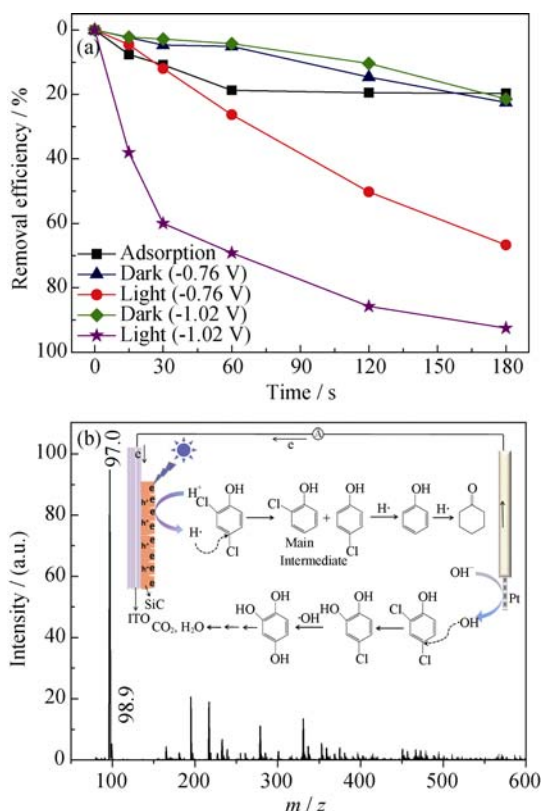 0
(a)
20
40
60
80
100
Removal efficiency / %
Adsorption
Dark (-0.76 V)
Light (-0.76 V)
Dark (-1.02 V)
Light (-1.02 V)
0 30 60 90 120 150 180
Time / s
(b)
100
80
60
40
20
0
Intensity / (a.u.)
97.0
98.9
e
A
e
H⁺
H·
Cl
OH
Cl
OH
Cl
Main
Intermediate
+
OH
Cl
H·
OH
H·
O
SiC
ITO
OH⁻
Pt
·OH
OH
Cl
Cl
OH
HO
Cl
·OH
OH
HO
OH
CO₂, H₂O
100 200 300 400 500 600
m / z